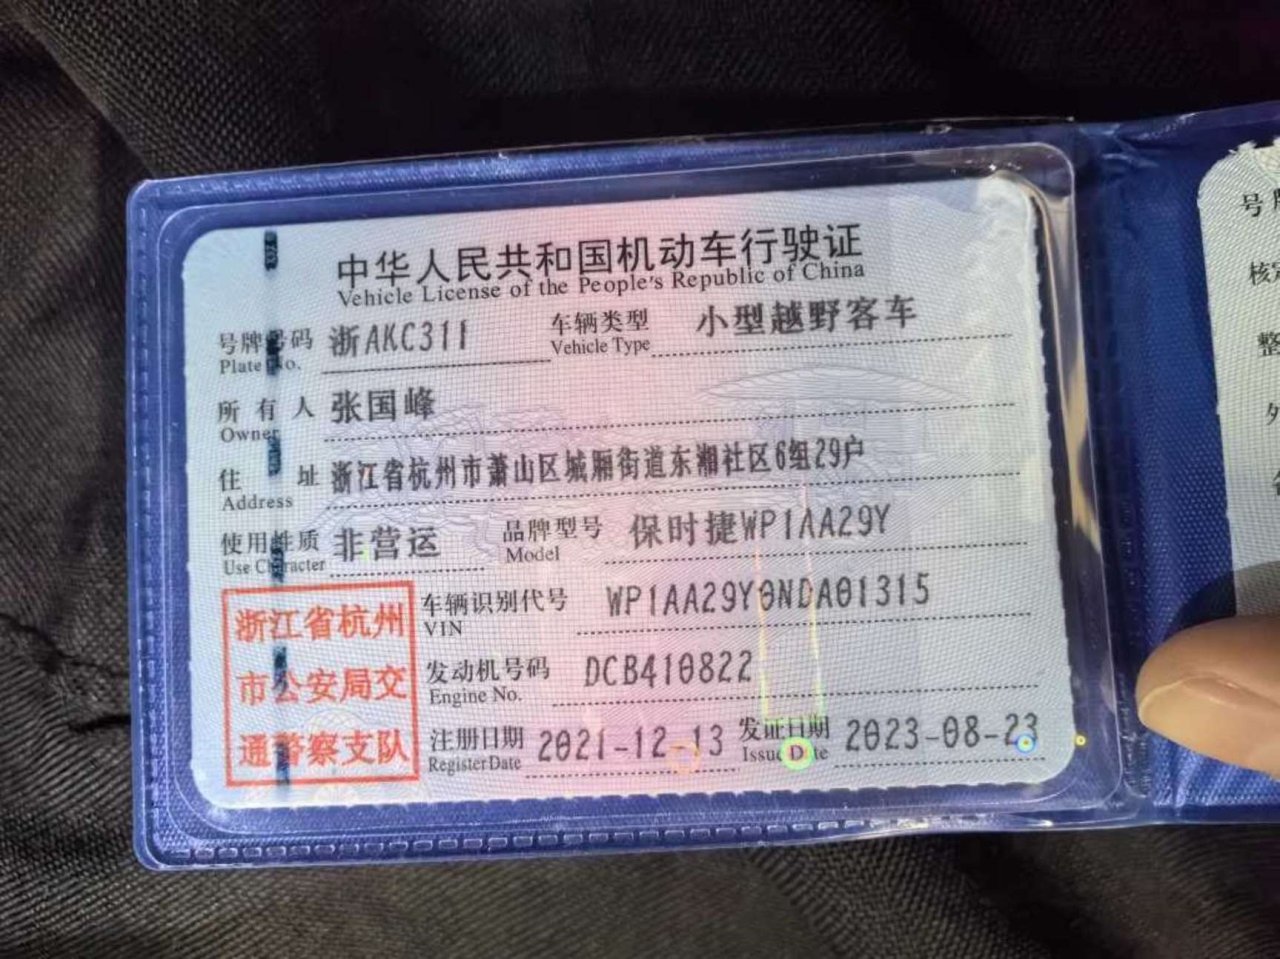 中华人民共和国机动车行驶证
Vehicle License of the People's Republic of China
号牌号码 浙AKC311 车辆类型 小型越野客车
Plate No. Vehicle Type
所有人 张国峰
Owner
住址 浙江省杭州市萧山区城厢街道东湘社区6组29户
Address
使用性质 非营运 品牌型号 保时捷WP1AA29Y
Use Character Model
浙江省杭州
市公安局交
通警察支队
车辆识别代号 WP1AA29Y0NDA01315
VIN
发动机号码 DCB410822
Engine No.
注册日期 2021-12-13 发证日期 2023-08-23
Register Date Issue Date
号牌
核定
整
外